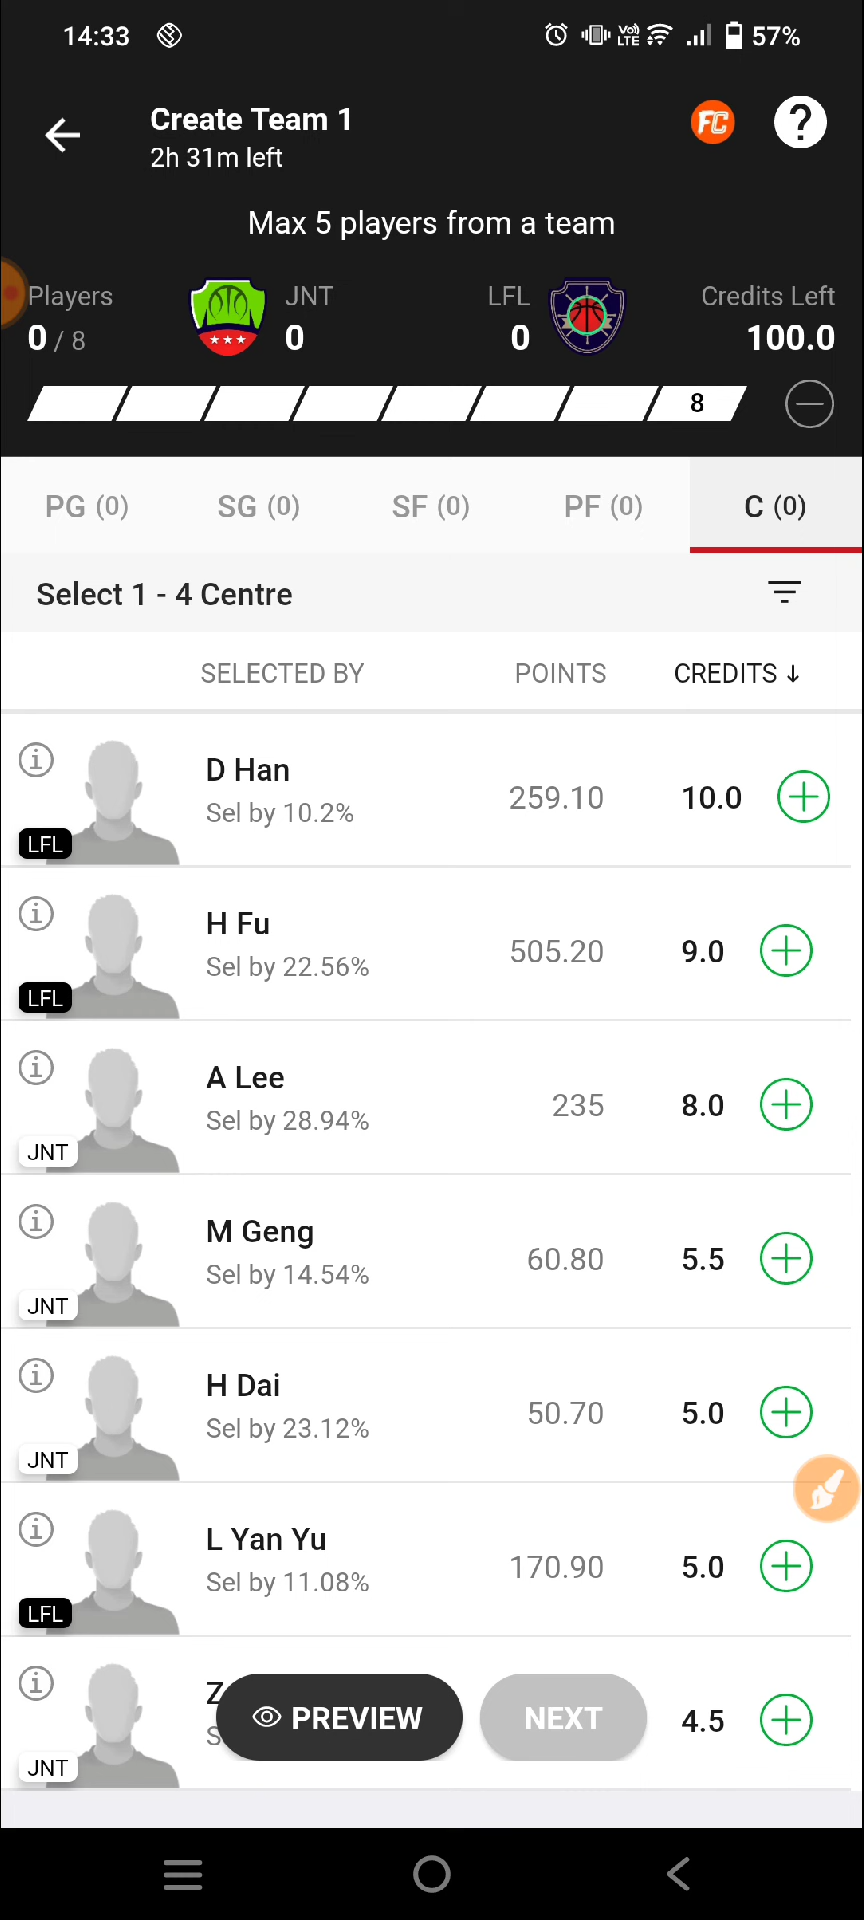 14:33 Vo) LTE 57%
Create Team 1
2h 31m left
FC ?
Max 5 players from a team
Players JNT LFL Credits Left
0 / 8 0 0 100.0
8
PG (0) SG (0) SF (0) PF (0) C (0)
Select 1 - 4 Centre
SELECTED BY POINTS CREDITS ↓
D Han
Sel by 10.2% 259.10 10.0
LFL
H Fu
Sel by 22.56% 505.20 9.0
LFL
A Lee
Sel by 28.94% 235 8.0
JNT
M Geng
Sel by 14.54% 60.80 5.5
JNT
H Dai
Sel by 23.12% 50.70 5.0
JNT
L Yan Yu
Sel by 11.08% 170.90 5.0
LFL
PREVIEW NEXT 4.5
JNT